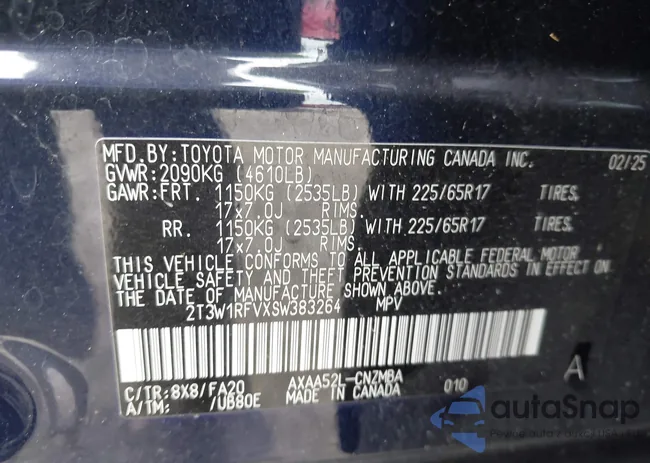 MFD.BY:TOYOTA MOTOR MANUFACTURING CANADA INC. 02/25
GVWR:2090KG (4610LB)
GAWR:FRT. 1150KG (2535LB) WITH 225/65R17 TIRES,
17x7.0J RIMS.
RR. 1150KG (2535LB) WITH 225/65R17 TIRES,
17x7.0J RIMS.
THIS VEHICLE CONFORMS TO ALL APPLICABLE FEDERAL MOTOR
VEHICLE SAFETY AND THEFT PREVENTION STANDARDS IN EFFECT ON
THE DATE OF MANUFACTURE SHOWN ABOVE.
2T3W1RFVXSW383264 MPV
C/TR:8X8/FA20 AXAA52L-CNZMBA 010 A
A/TM: /UB80E MADE IN CANADA
autoSnap